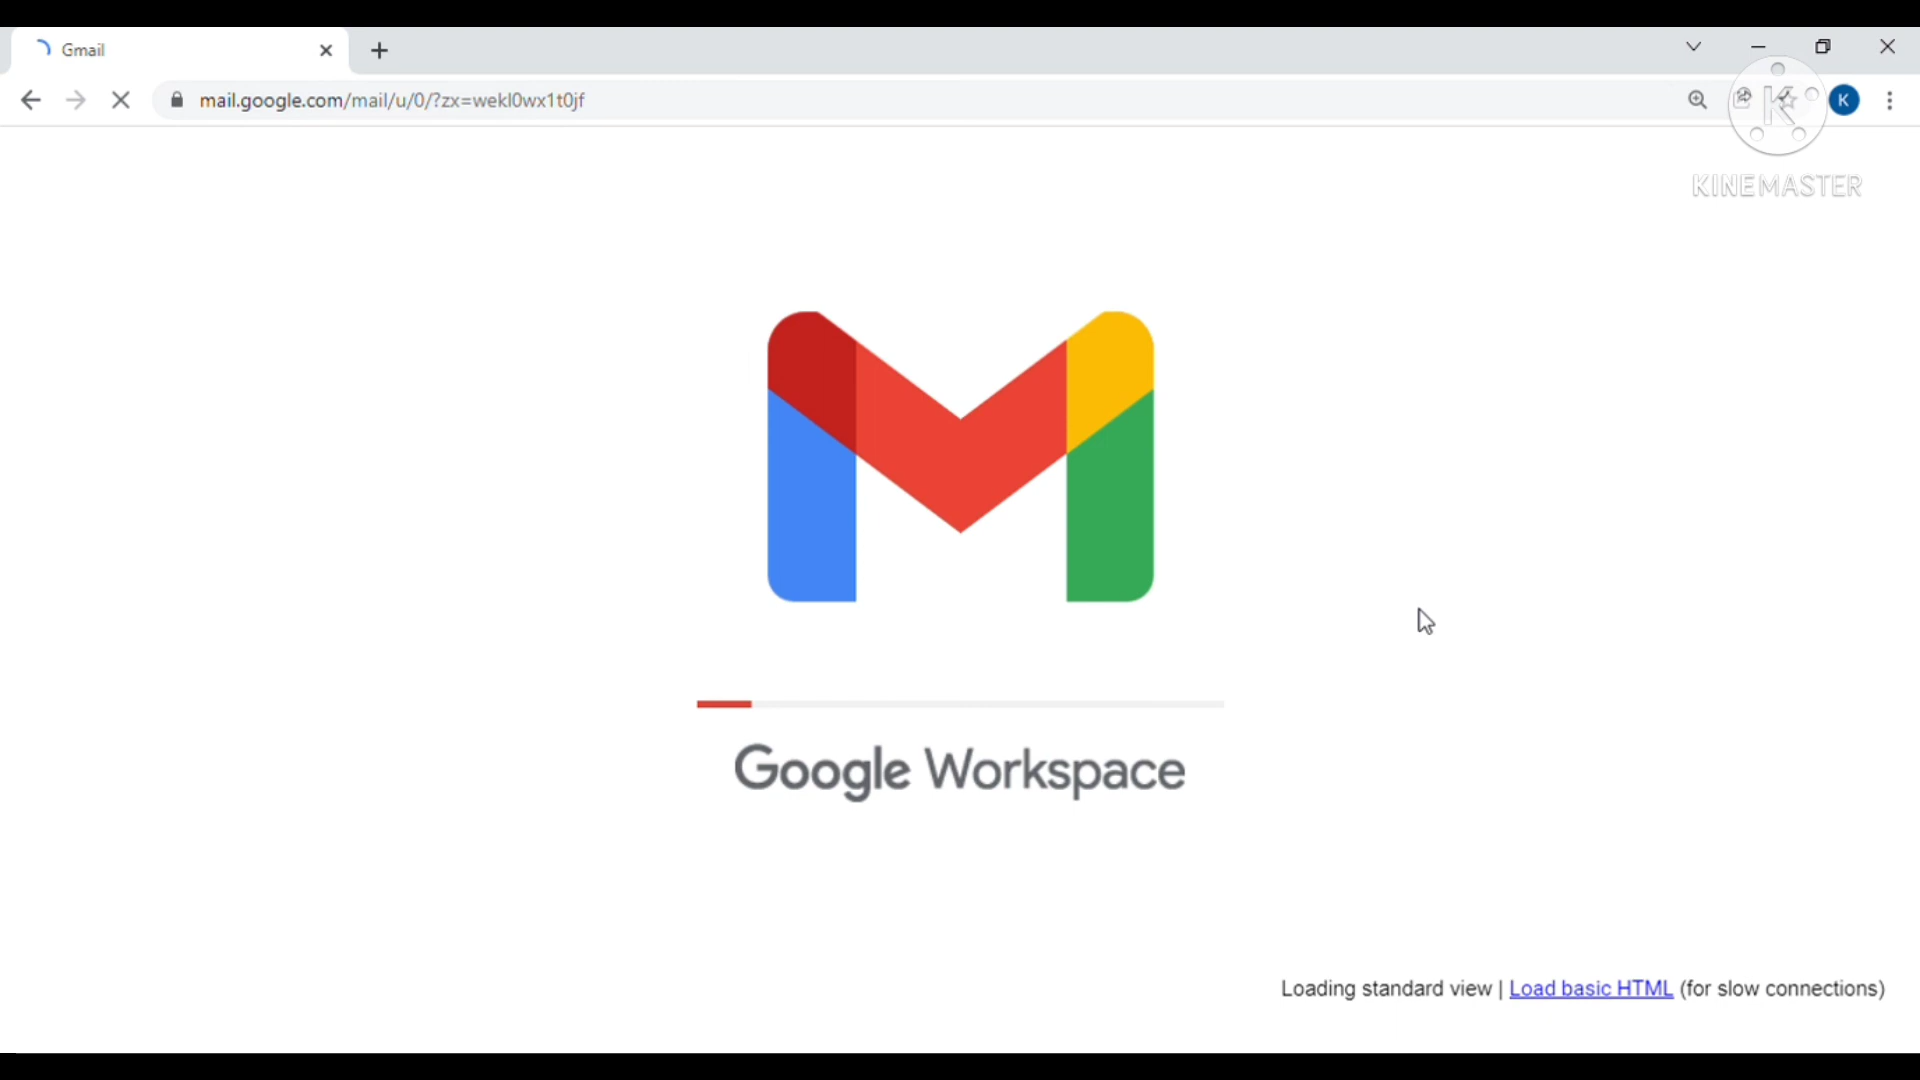 Gmail
mail.google.com/mail/u/0/?zx=wekl0wx1t0jf
K
K
KINEMASTER
Google Workspace
Loading standard view | Load basic HTML (for slow connections)